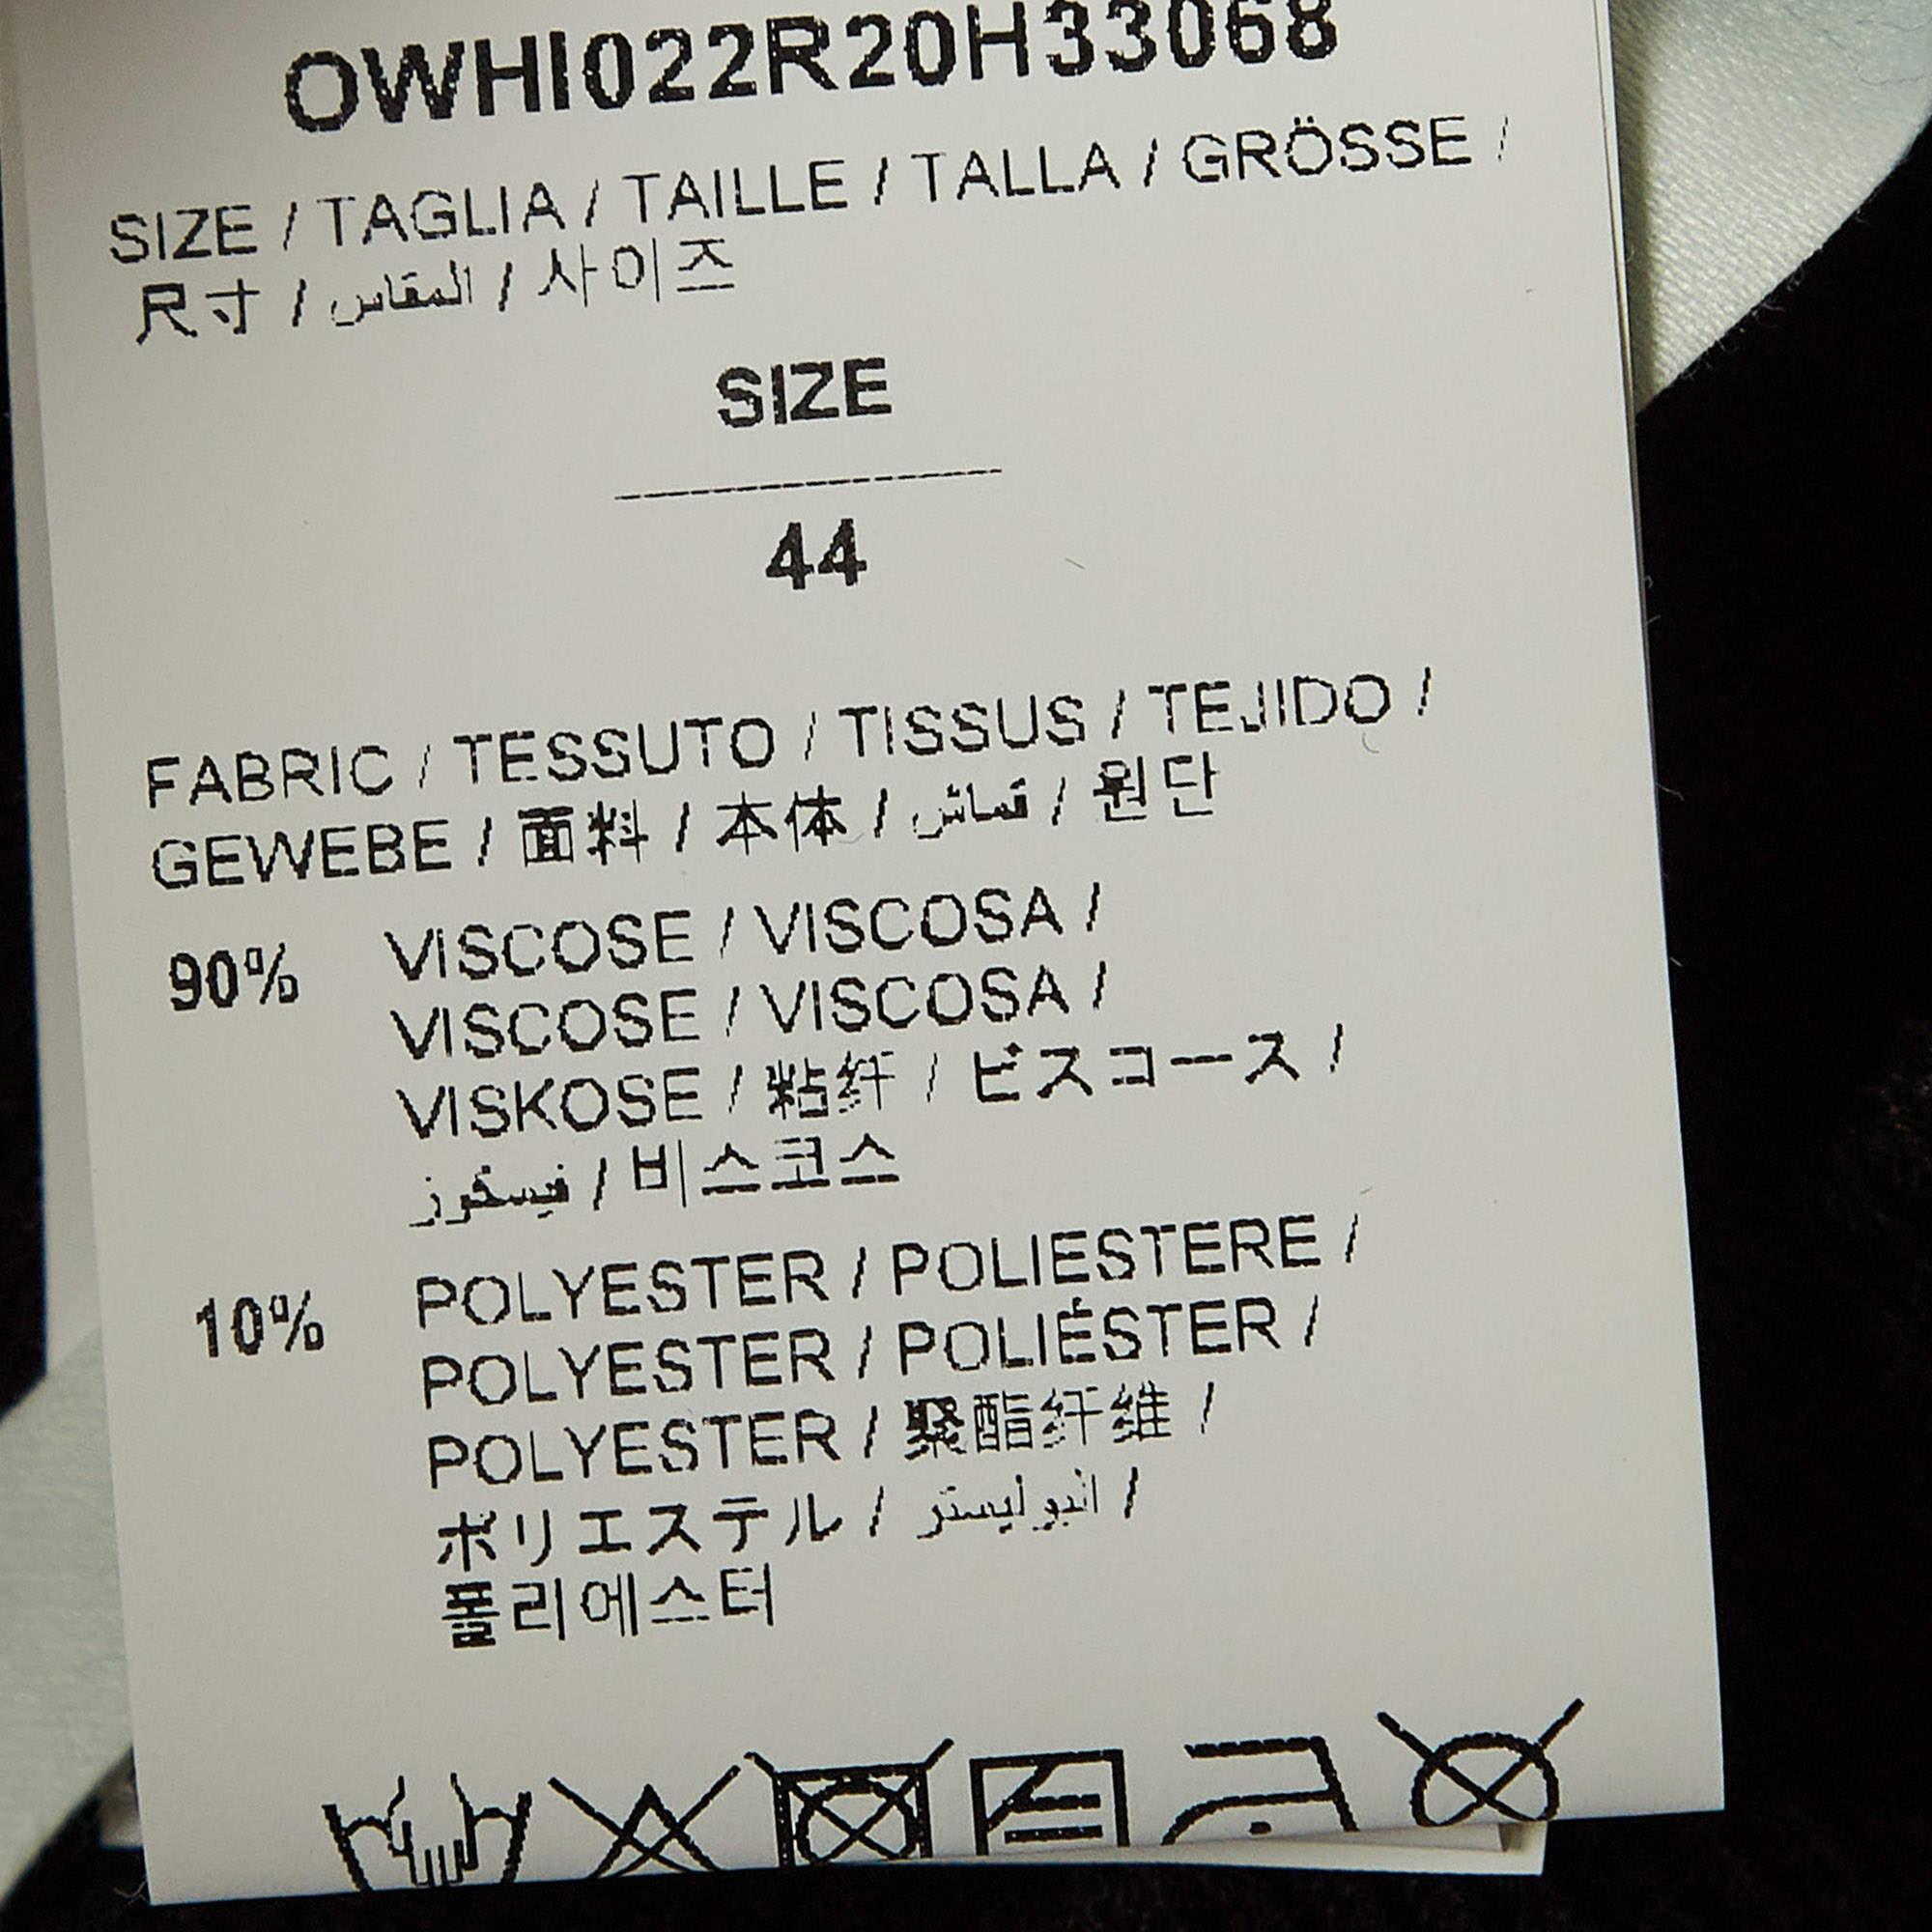 OWHI022R20H33068
SIZE / TAGLIA / TAILLE / TALLA / GRÖSSE /
尺寸 / المقاس / 사이즈
SIZE
44
FABRIC / TESSUTO / TISSUS / TEJIDO /
GEWEBE / 面料 / 本体 / قماش / 원단
90% VISCOSE / VISCOSA /
VISCOSE / VISCOSA /
VISKOSE / 粘纤 / ビスコース /
فيسكوز / 비스코스
10% POLYESTER / POLIESTERE /
POLYESTER / POLIÉSTER /
POLYESTER / 聚酯纤维 /
ポリエステル / /
폴리에스터